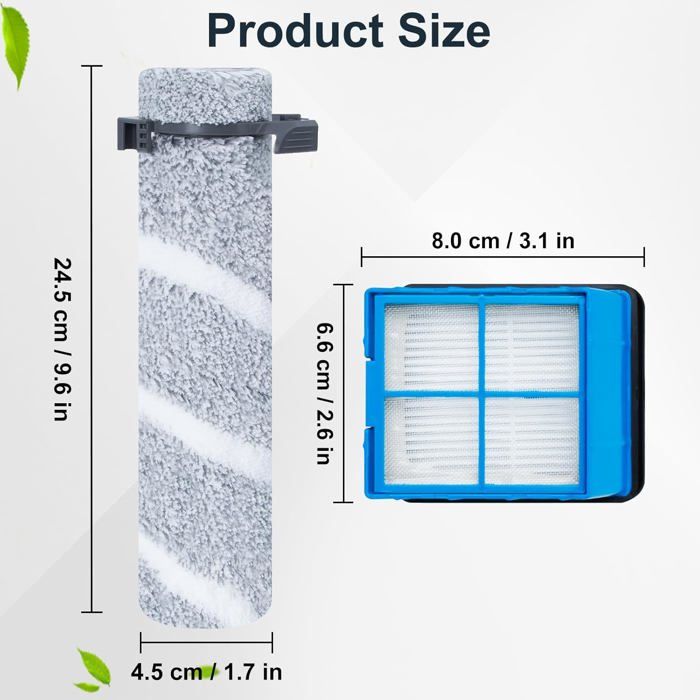 Product Size
24.5 cm / 9.6 in
8.0 cm / 3.1 in
6.6 cm / 2.6 in
4.5 cm / 1.7 in